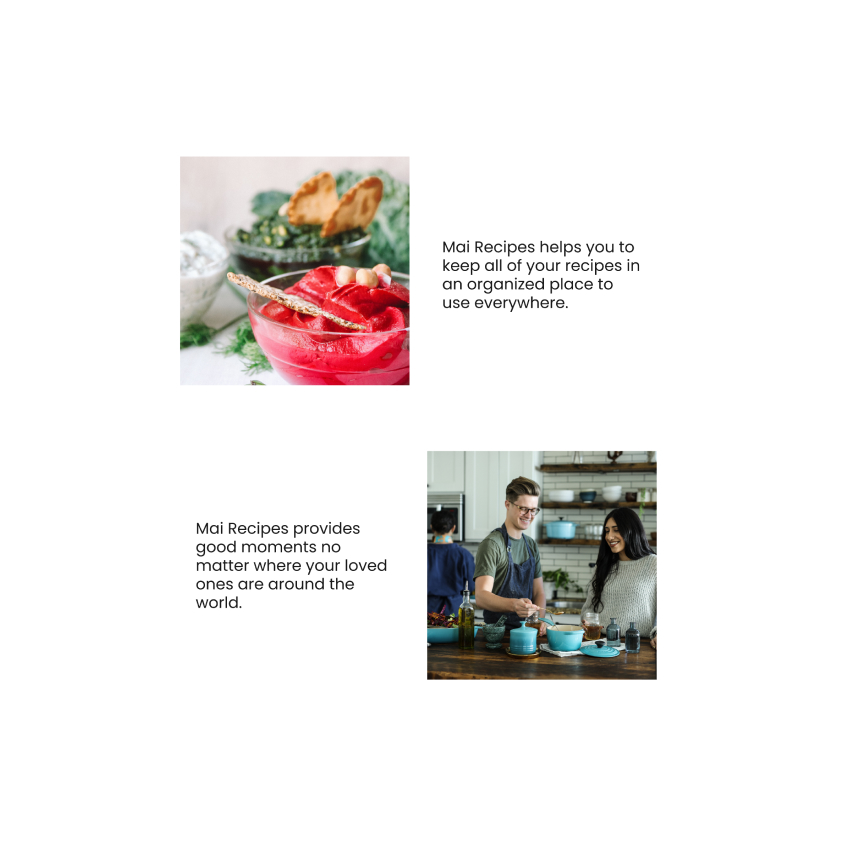 Mai Recipes helps you to
keep all of your recipes in
an organized place to
use everywhere.
Mai Recipes provides
good moments no
matter where your loved
ones are around the
world.